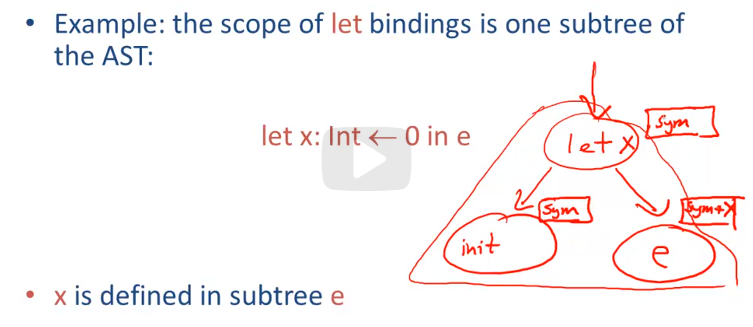 • Example: the scope of let bindings is one subtree of
the AST:
let x: Int ← 0 in e
sym
let x
sym
sym+x
init
e
• x is defined in subtree e